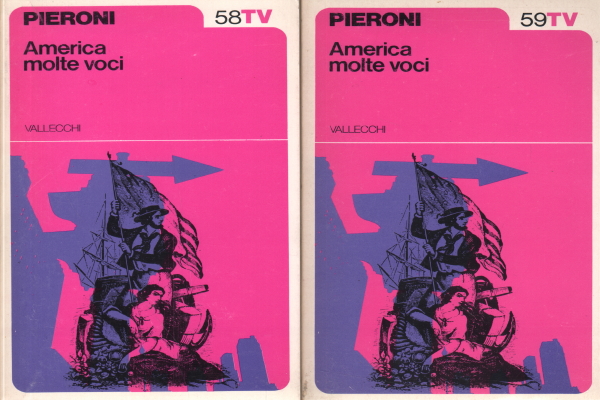 PIERONI 58TV
America
molte voci
VALLECCHI
PIERONI 59TV
America
molte voci
VALLECCHI